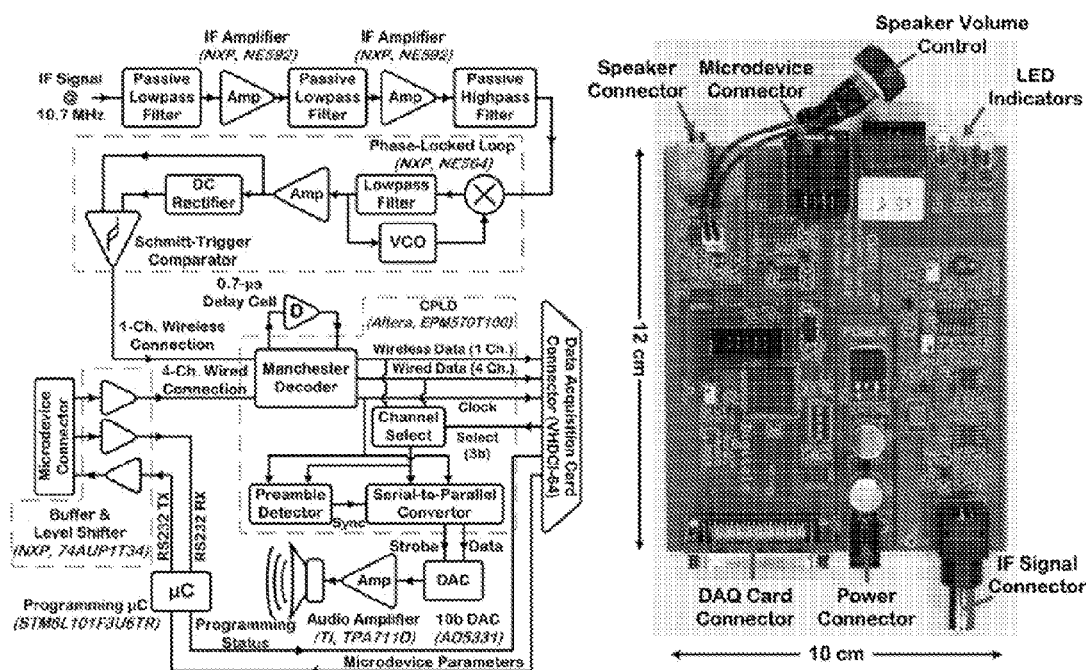 IF Amplifier
(NXP, NE592)
IF Amplifier
(NXP, NE592)
IF Signal
@
10.7 MHz
Passive
Lowpass
Filter
Amp
Passive
Lowpass
Filter
Amp
Passive
Highpass
Filter
Phase-Locked Loop
(NXP, NE564)
DC
Rectifier
Amp
Lowpass
Filter
VCO
Schmitt-Trigger
Comparator
0.7-µs
Delay Cell
D
CPLD
(Altera, EPM570T100)
1-Ch. Wireless
Connection
4-Ch. Wired
Connection
Manchester
Decoder
Wireless Data (1 Ch.)
Wired Data (4 Ch.)
Clock
Channel
Select
Select
(3b)
Data Acquisition Card
Connector (VHDCI-64)
Microdevice
Connector
Preamble
Detector
Sync
Serial-to-Parallel
Convertor
Buffer &
Level Shifter
(NXP, 74AUP1T34)
RS232 TX
RS232 RX
Strobe
Data
µC
Amp
DAC
Programming µC
(STM8L101F3U6TR)
Programming
Status
Audio Amplifier
(TI, TPA711D)
10b DAC
(AD5331)
Microdevice Parameters
Speaker Volume
Control
Speaker
Connector
Microdevice
Connector
LED
Indicators
12 cm
DAQ Card
Connector
Power
Connector
IF Signal
Connector
10 cm